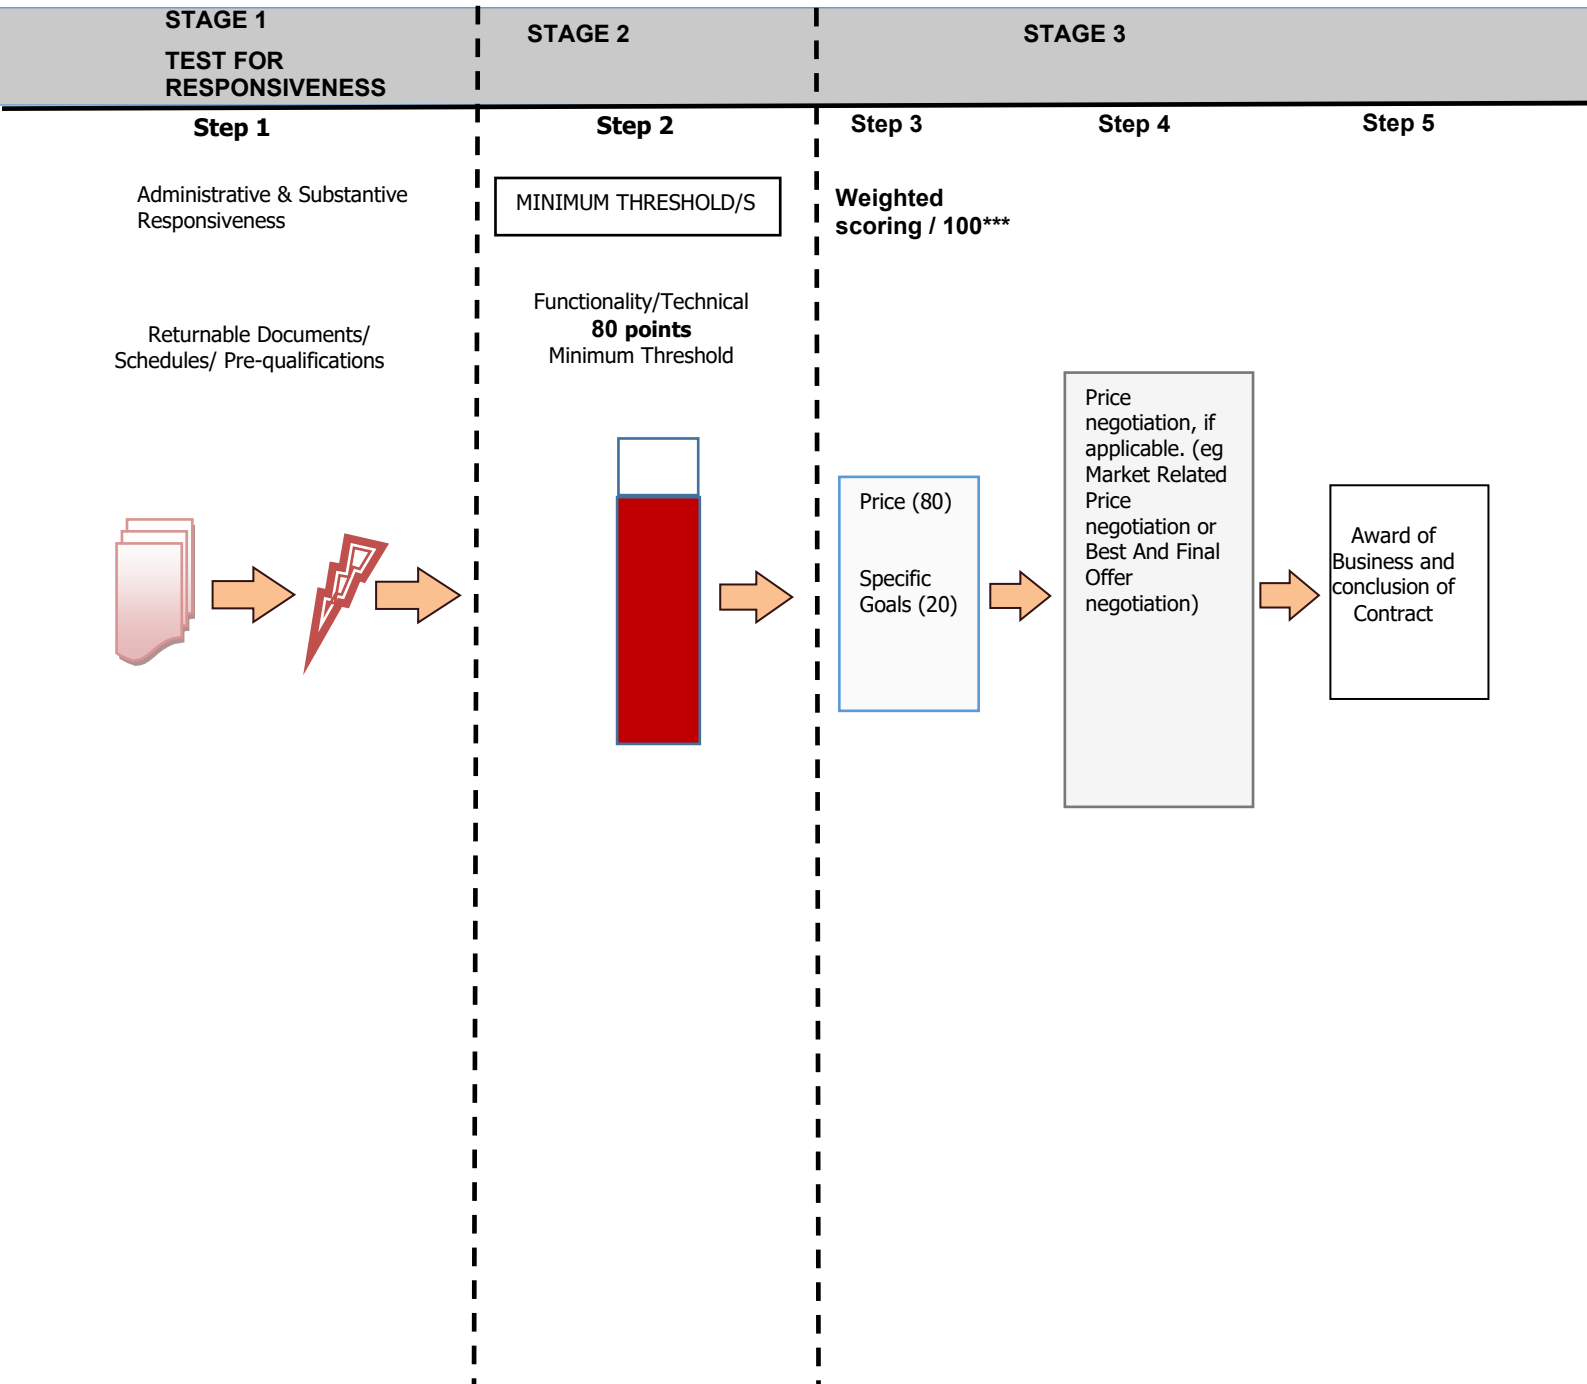 STAGE 1
TEST FOR
RESPONSIVENESS
STAGE 2
STAGE 3
Step 1
Step 2
Step 3
Step 4
Step 5
Administrative & Substantive
Responsiveness
MINIMUM THRESHOLD/S
Weighted
scoring / 100***
Returnable Documents/
Schedules/ Pre-qualifications
Functionality/Technical
80 points
Minimum Threshold
Price (80)
Specific
Goals (20)
Price
negotiation, if
applicable. (eg
Market Related
Price
negotiation or
Best And Final
Offer
negotiation)
Award of
Business and
conclusion of
Contract